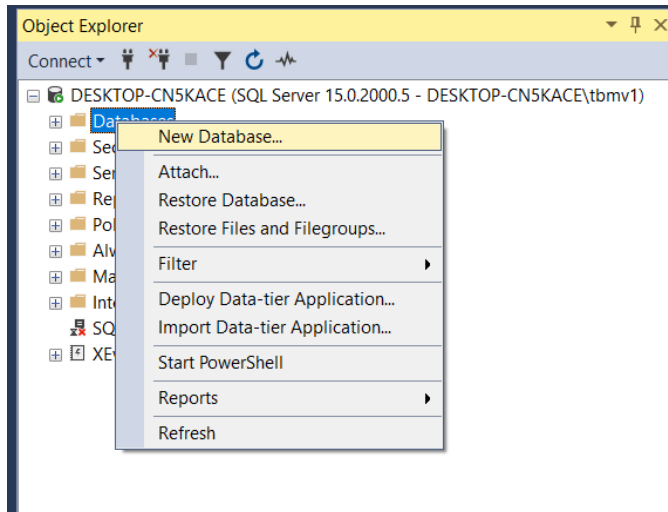 Object Explorer
Connect
DESKTOP-CN5KACE (SQL Server 15.0.2000.5 - DESKTOP-CN5KACE\tbmv1)
Databases
New Database...
Attach...
Restore Database...
Restore Files and Filegroups...
Filter
Deploy Data-tier Application...
Import Data-tier Application...
Start PowerShell
Reports
Refresh